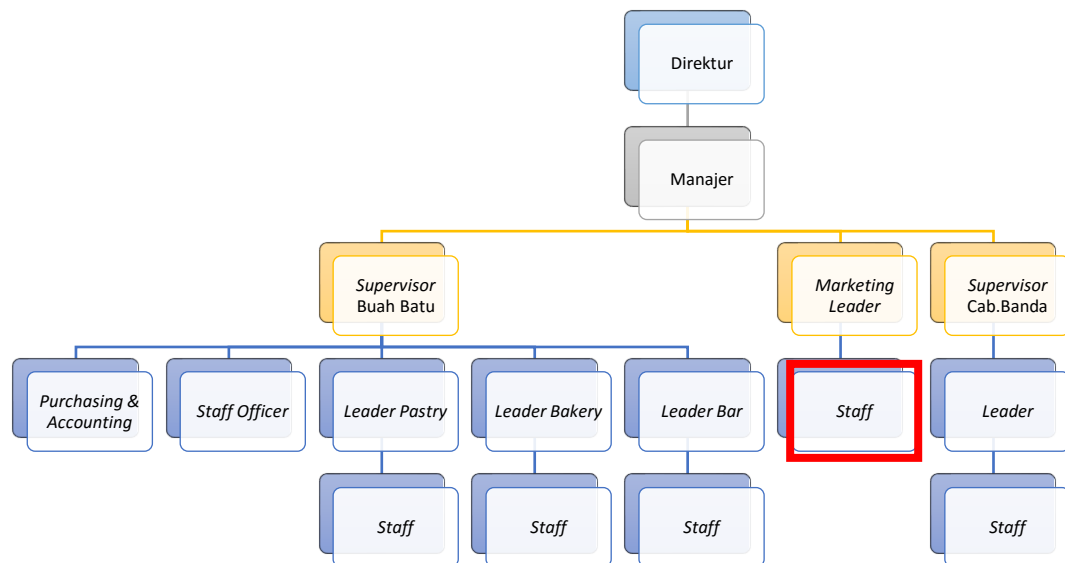 Direktur
Manajer
Supervisor
Buah Batu
Marketing
Leader
Supervisor
Cab.Banda
Purchasing &
Accounting
Staff Officer
Leader Pastry
Leader Bakery
Leader Bar
Staff
Leader
Staff
Staff
Staff
Staff